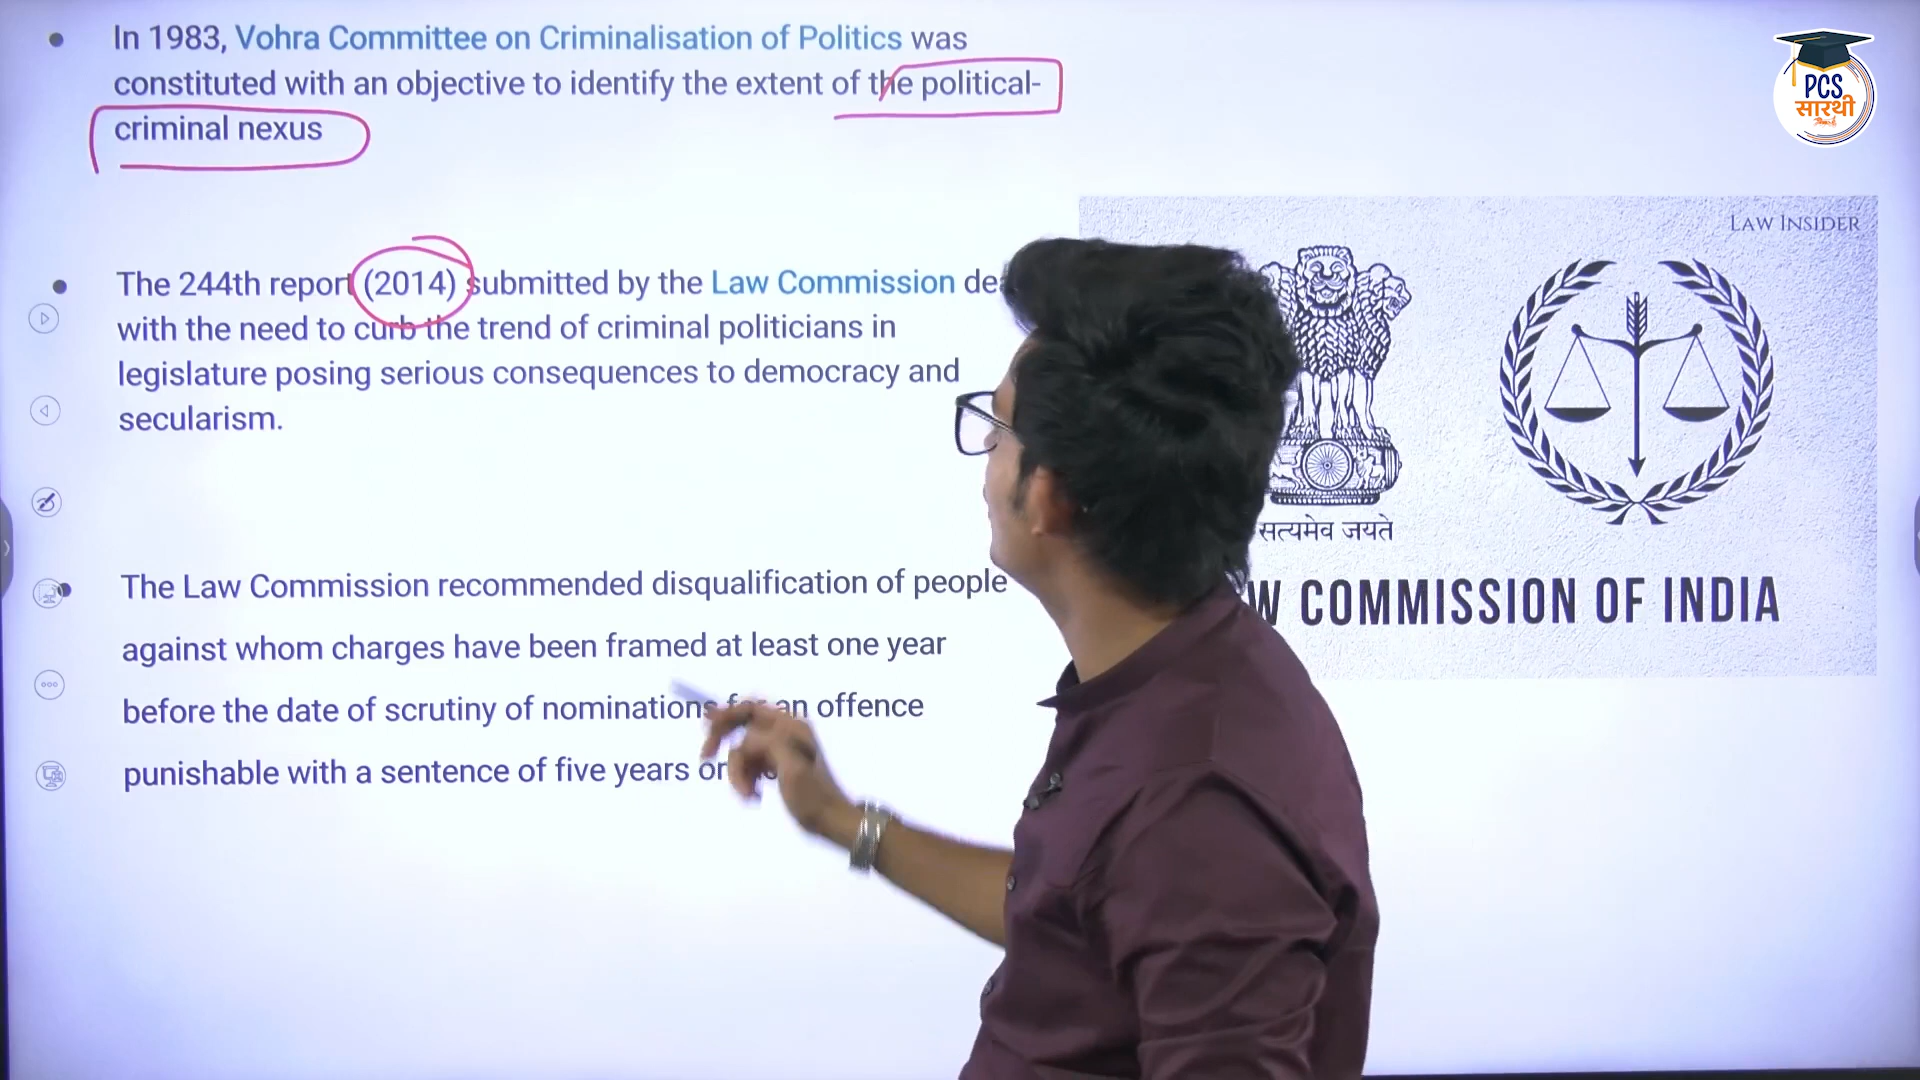 In 1983, Vohra Committee on Criminalisation of Politics was
constituted with an objective to identify the extent of the political-
criminal nexus
PCS
सारथी
LAW INSIDER
The 244th report (2014) submitted by the Law Commission
with the need to curb the trend of criminal politicians in
legislature posing serious consequences to democracy and
secularism.
सत्यमेव जयते
COMMISSION OF INDIA
The Law Commission recommended disqualification of people
against whom charges have been framed at least one year
before the date of scrutiny of nominations an offence
punishable with a sentence of five years or